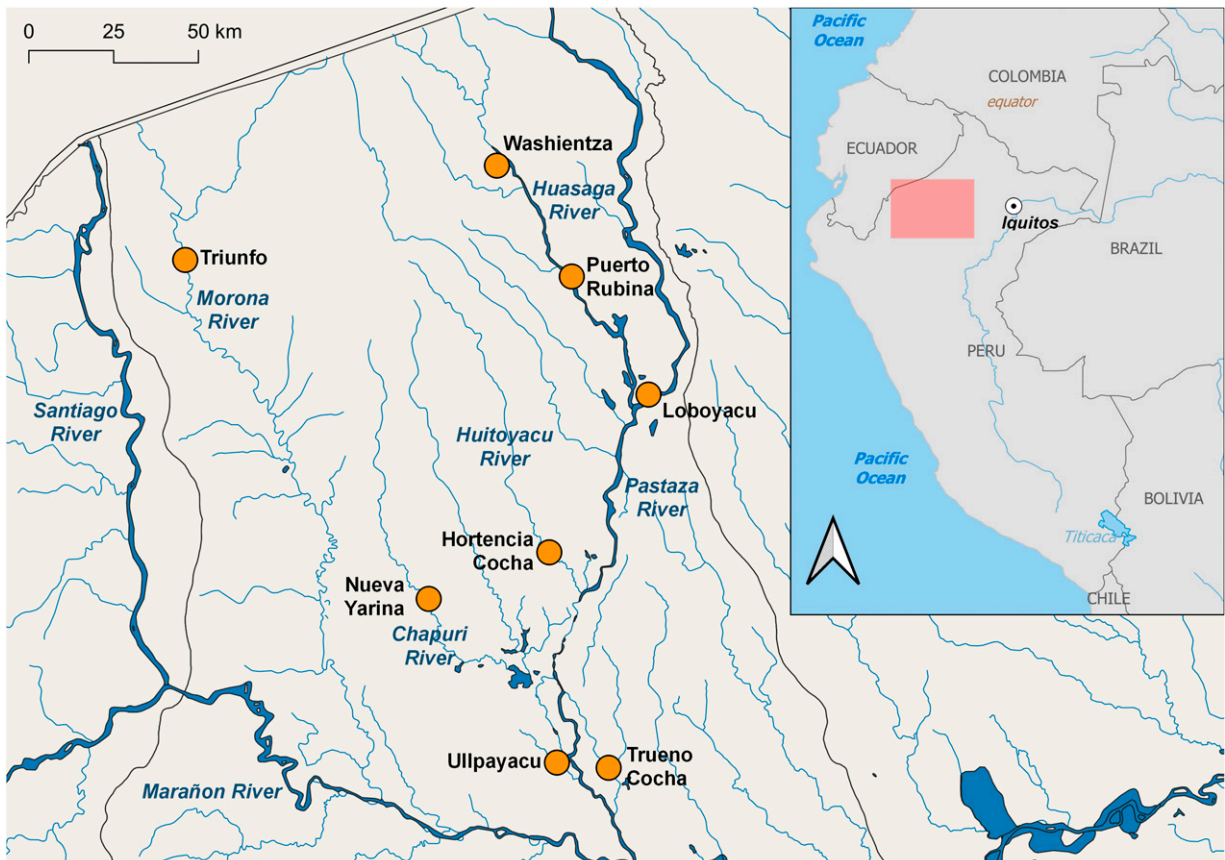 0 25 50 km
Washientza
Huasaga
River
Triunfo
Morona
River
Puerto
Rubina
Santiago
River
Loboyacu
Huitoyacu
River
Pastaza
River
Hortencia
Cocha
Nueva
Yarina
Chapuri
River
Ullpayacu
Trueno
Cocha
Marañon River
Pacific
Ocean
COLOMBIA
equator
ECUADOR
Iquitos
BRAZIL
PERU
Pacific
Ocean
BOLIVIA
Titicaca
CHILE